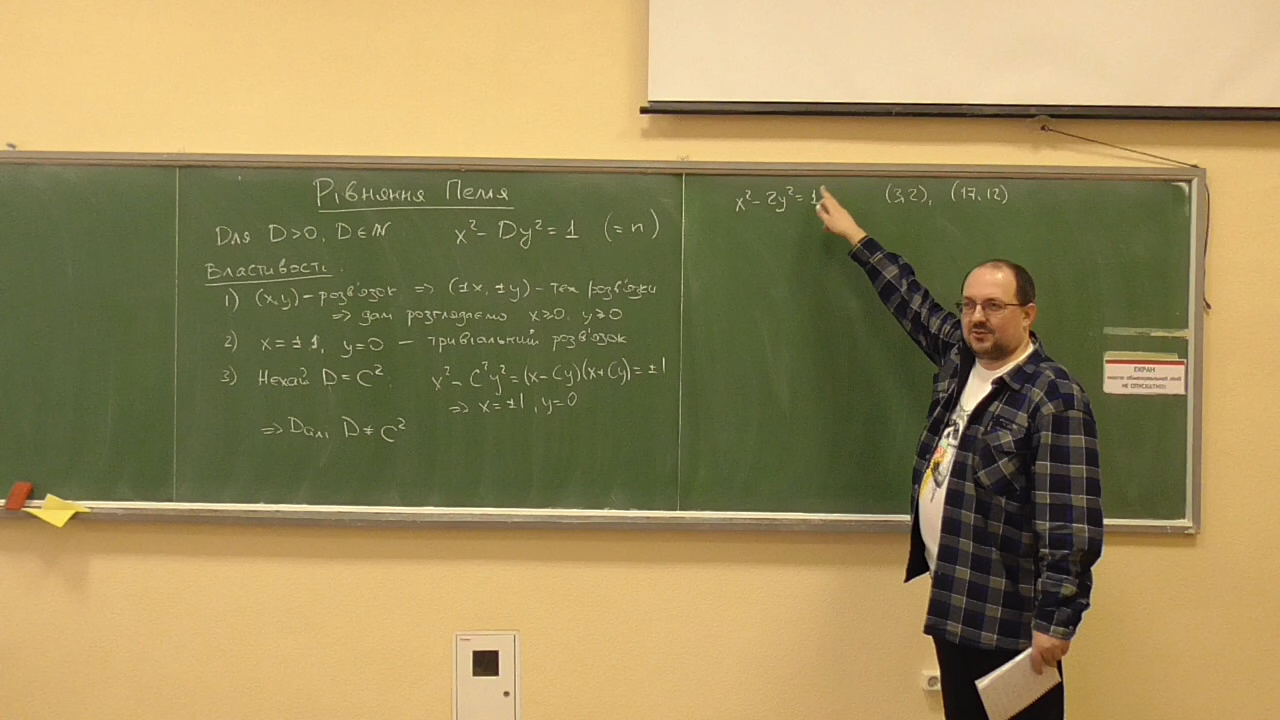 Рівняння Пелля
Для D>0, D∈N x²-Dy²=1 (=n)
Властивость.
1) (x,y) - розв'язок ⇒ (±x, ±y) - теж розв'язки
⇒ далі розглядаємо x≥0, y≥0
2) x=±1, y=0 - тривіальний розв'язок
3) Нехай D=C². x²-C²y²=(x-Cy)(x+Cy)=±1
⇒ x=±1, y=0
⇒ Далі D≠C²
x²-2y²=1 (3,2), (17,12)
ЕКРАН
НЕ ОПУСКАТИ!!!